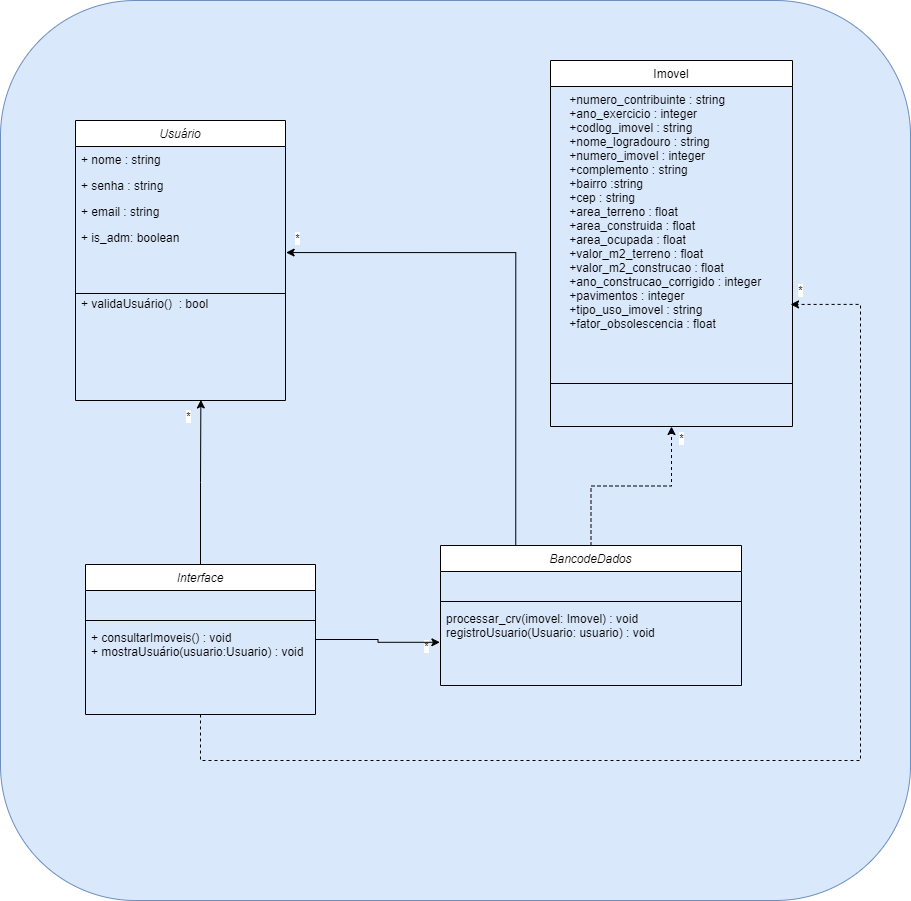 Usuário
+ nome : string
+ senha : string
+ email : string
+ is_adm: boolean
+ validaUsuário()  : bool
*
*
Imovel
+numero_contribuinte : string
+ano_exercicio : integer
+codlog_imovel : string
+nome_logradouro : string
+numero_imovel : integer
+complemento : string
+bairro :string
+cep : string
+area_terreno : float
+area_construida : float
+area_ocupada : float
+valor_m2_terreno : float
+valor_m2_construcao : float
+ano_construcao_corrigido : integer
+pavimentos : integer
+tipo_uso_imovel : string
+fator_obsolescencia : float
*
*
Interface
+ consultarImoveis() : void
+ mostraUsuário(usuario:Usuario) : void
*
BancodeDados
processar_crv(imovel: Imovel) : void
registroUsuario(Usuario: usuario) : void